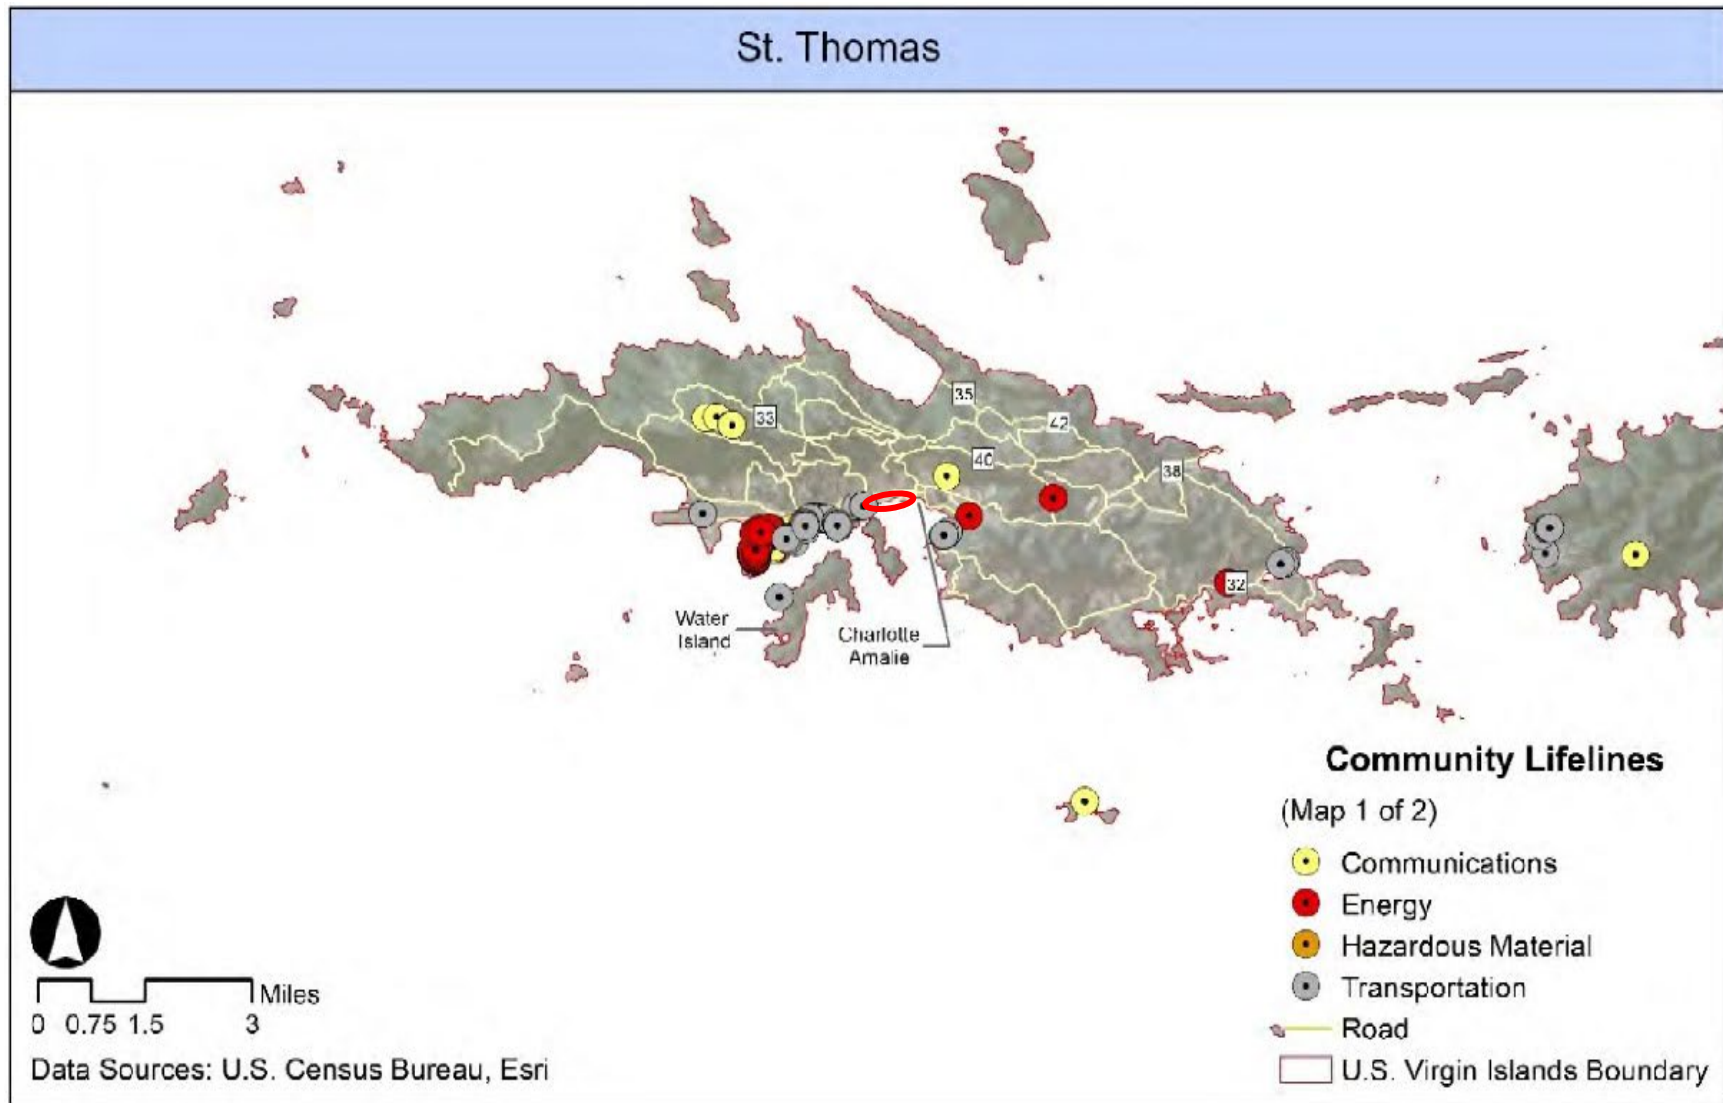 St. Thomas
35
33
42
40
38
32
Water
Island
Charlotte
Amalie
Community Lifelines
(Map 1 of 2)
Communications
Energy
Hazardous Material
Transportation
Road
U.S. Virgin Islands Boundary
Miles
0 0.75 1.5 3
Data Sources: U.S. Census Bureau, Esri